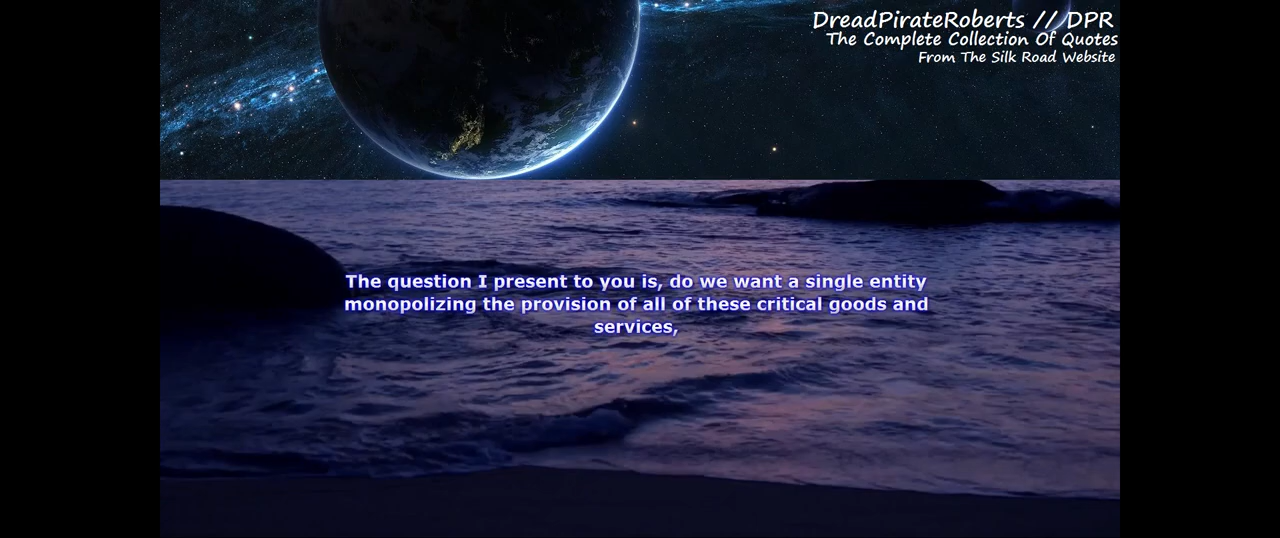 DreadPirateRoberts // DPR
The Complete Collection Of Quotes
From The Silk Road Website
The question I present to you is, do we want a single entity
monopolizing the provision of all of these critical goods and
services,